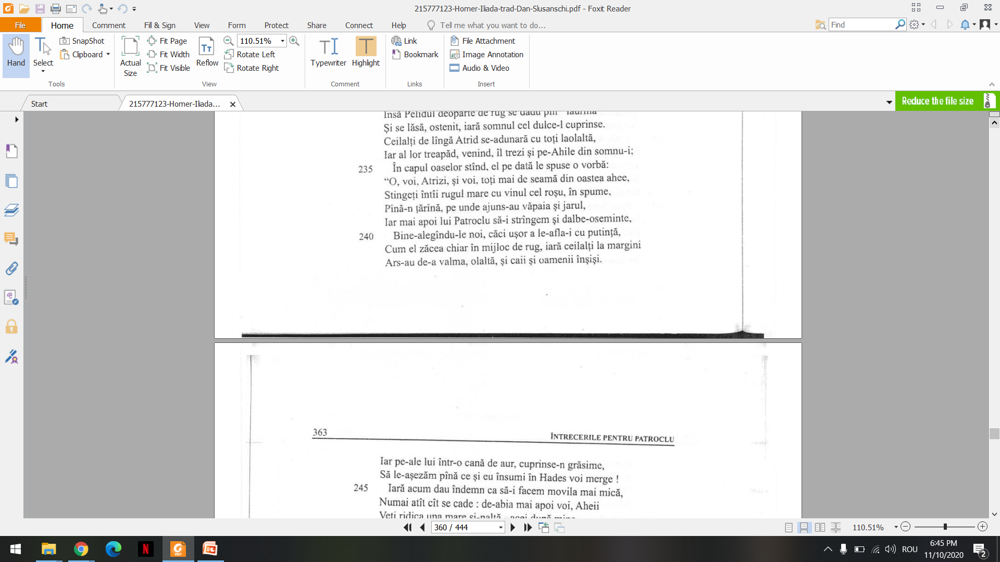 215777123-Homer-Iliada-trad-Dan-Slusanschi.pdf - Foxit Reader
File Home Comment Fill & Sign View Form Protect Share Connect Help Tell me what you want to do... Find
Hand
Select
SnapShot
Clipboard
Tools
Actual Size
Fit Page
Fit Width
Fit Visible
Reflow
110.51%
Rotate Left
Rotate Right
View
Typewriter
Highlight
Comment
Link
Bookmark
Links
File Attachment
Image Annotation
Audio & Video
Insert
Start
215777123-Homer-Iliada...
Reduce the file size
Însă Pelidul deoparte de rug se dădu
Și se lăsă, ostenit, iară somnul cel dulce-l cuprinse.
Ceilalți de lîngă Atrid se-adunară cu toți laolaltă,
Iar al lor treapăd, venind, îl trezi și pe-Ahile din somnu-i;
235 În capul oaselor stînd, el pe dată le spuse o vorbă:
“O, voi, Atrizi, și voi, toți mai de seamă din oastea ahee,
Stingeți întîi rugul mare cu vinul cel roșu, în spume,
Pînă-n țărînă, pe unde ajuns-au văpaia și jarul,
Iar mai apoi lui Patroclu să-i strîngem și dalbe-oseminte,
240 Bine-alegîndu-le noi, căci ușor a le-afla-i cu putință,
Cum el zăcea chiar în mijloc de rug, iară ceilalți la margini
Ars-au de-a valma, olaltă, și caii și oamenii înșiși.
363 ÎNTRECERILE PENTRU PATROCLU
Iar pe-ale lui într-o cană de aur, cuprinse-n grăsime,
Să le-așezăm pînă ce și eu însumi în Hades voi merge !
245 Iară acum dau îndemn ca să-i facem movila mai mică,
Numai atît cît se cade : de-abia mai apoi voi, Aheii
Veți ridica una mare și-naltă - acei după mine
360 / 444
110.51%
ROU
6:45 PM
11/10/2020
2